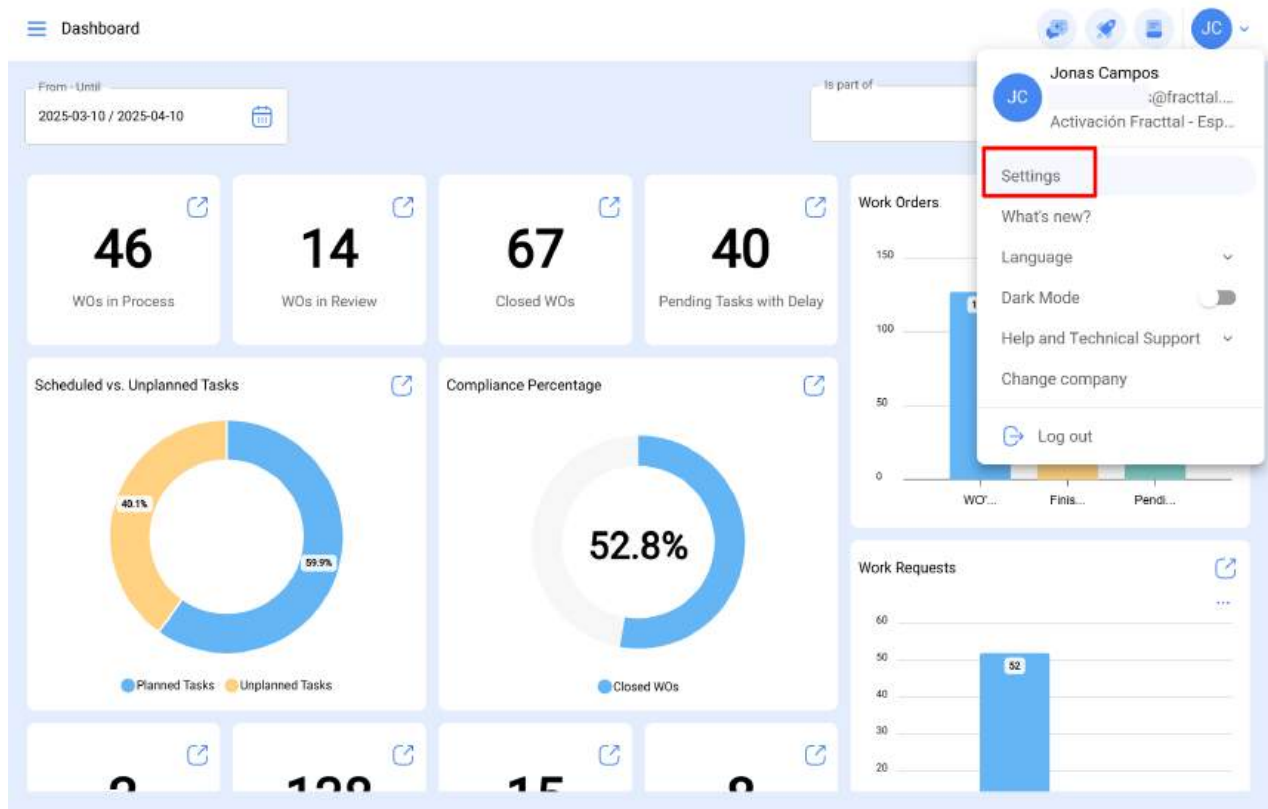 Dashboard
JC
From - Until
2025-03-10 / 2025-04-10
Is part of
JC
Jonas Campos
:@fracttal....
Activación Fracttal - Esp...
Settings
What's new?
Language
Dark Mode
Help and Technical Support
Change company
Log out
46
WOs in Process
14
WOs in Review
67
Closed WOs
40
Pending Tasks with Delay
Work Orders
150
100
50
0
WO'...
Finis...
Pendi...
Scheduled vs. Unplanned Tasks
40.1%
59.9%
Planned Tasks
Unplanned Tasks
Compliance Percentage
52.8%
Closed WOs
Work Requests
...
60
50
52
40
30
20